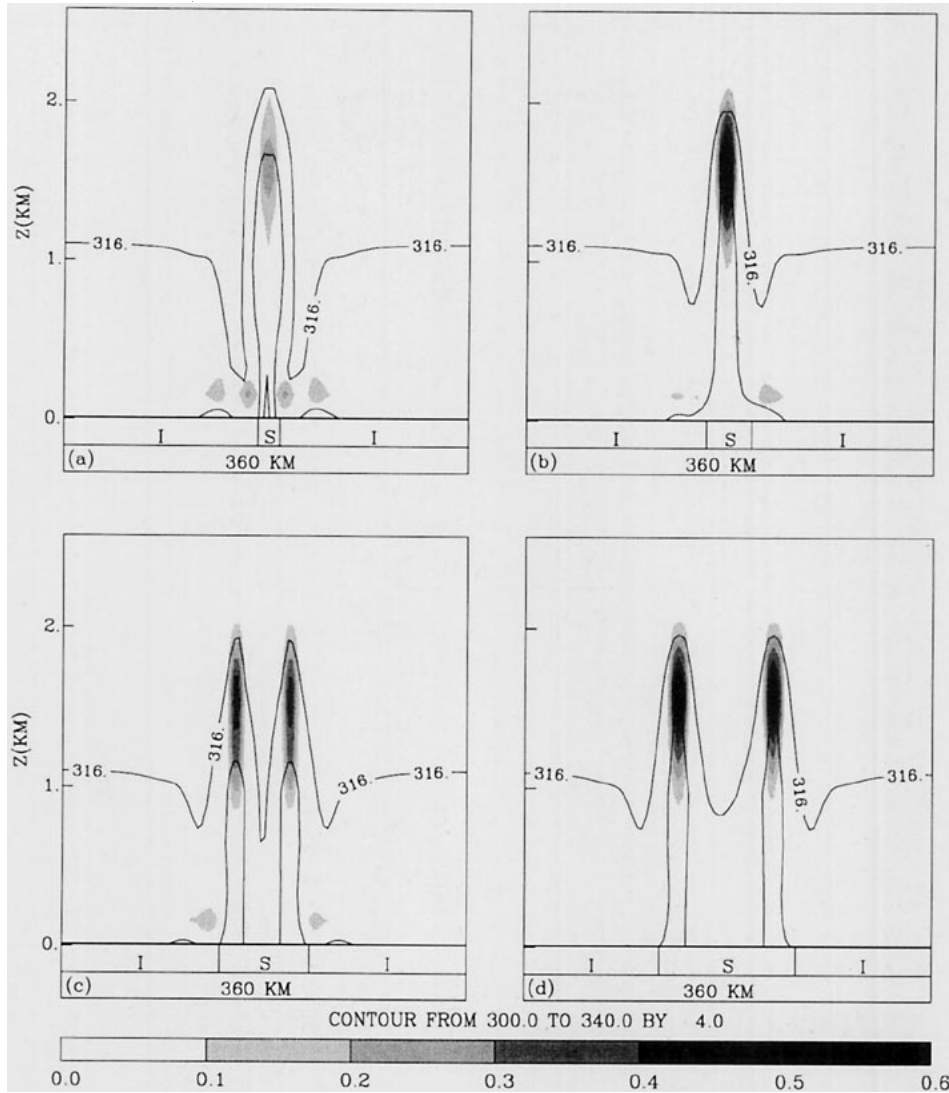 2.
1.
0.
Z(KM)
316.
316.
316.
I S I
(a) 360 KM
316.
316.
316.
I S I
(b) 360 KM
2.
1.
0.
Z(KM)
316.
316.
316.
316.
I S I
(c) 360 KM
316.
316.
316.
I S I
(d) 360 KM
CONTOUR FROM 300.0 TO 340.0 BY 4.0
0.0 0.1 0.2 0.3 0.4 0.5 0.6